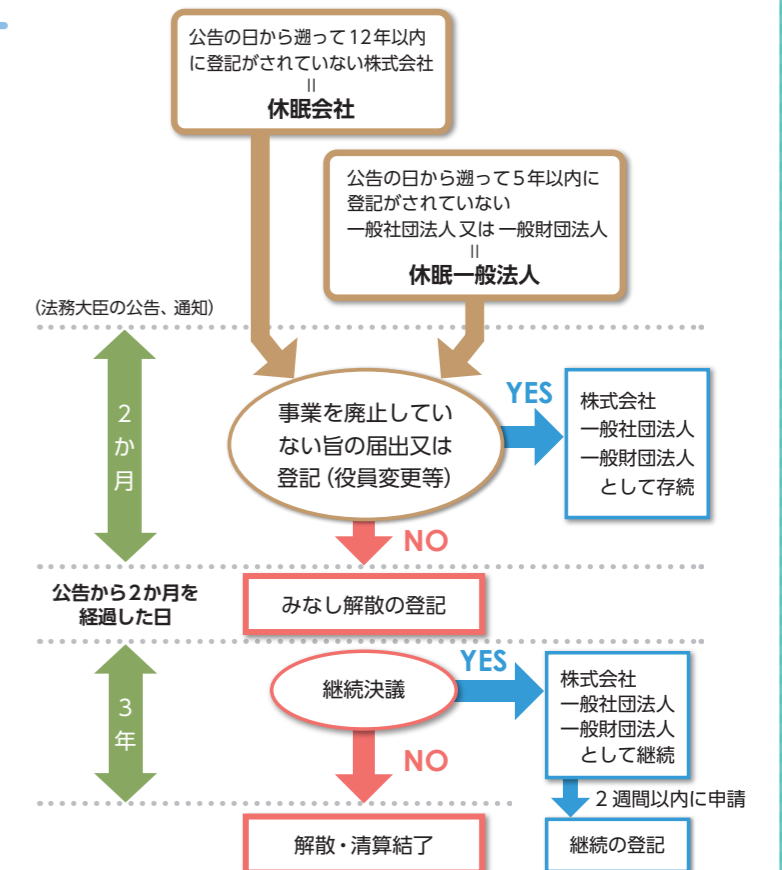 公告の日から遡って12年以内
に登記がされていない株式会社
＝
休眠会社
公告の日から遡って5年以内に
登記がされていない
一般社団法人又は一般財団法人
＝
休眠一般法人
(法務大臣の公告、通知)
2か月
事業を廃止してい
ない旨の届出又は
登記(役員変更等)
YES
株式会社
一般社団法人
一般財団法人
として存続
NO
公告から2か月を
経過した日
みなし解散の登記
3年
継続決議
YES
株式会社
一般社団法人
一般財団法人
として継続
NO
2週間以内に申請
解散・清算結了
継続の登記